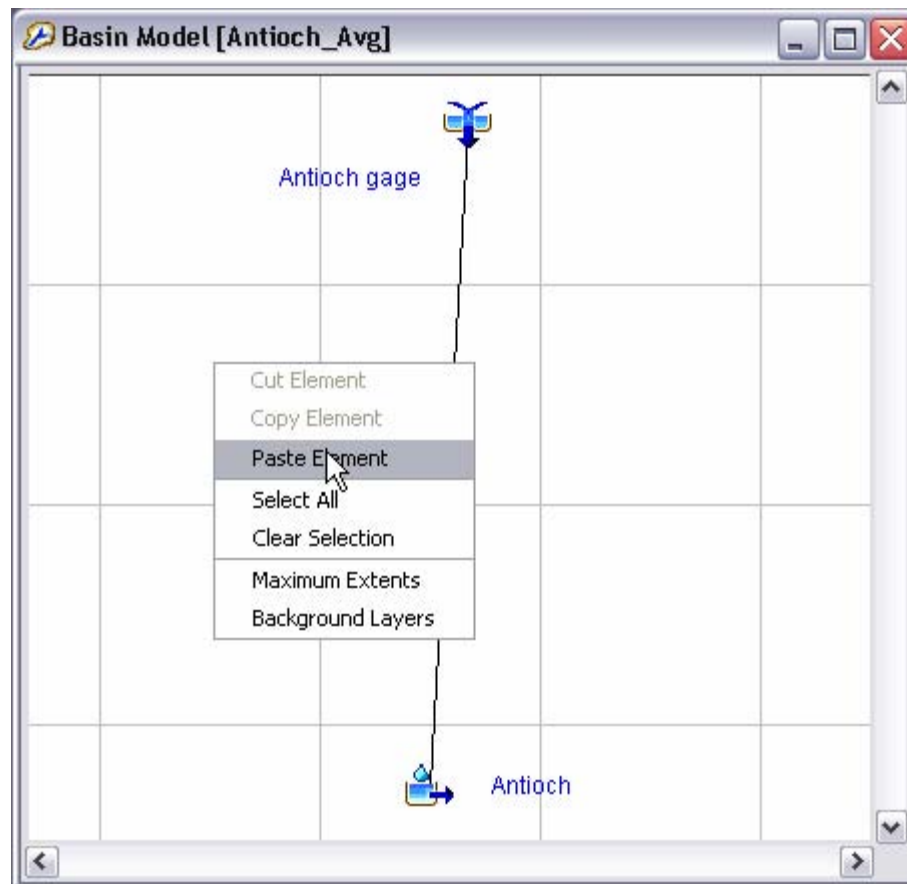 Basin Model [Antioch_Avg]
Antioch gage
Cut Element
Copy Element
Paste Element
Select All
Clear Selection
Maximum Extents
Background Layers
Antioch